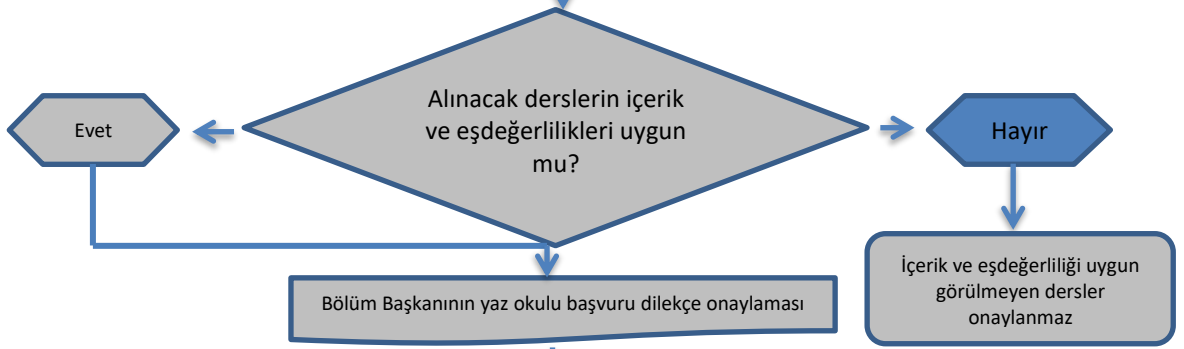 Alınacak derslerin içerik
ve eşdeğerlilikleri uygun
mu?
Evet
Hayır
Bölüm Başkanının yaz okulu başvuru dilekçe onaylaması
İçerik ve eşdeğerliliği uygun
görülmeyen dersler
onaylanmaz